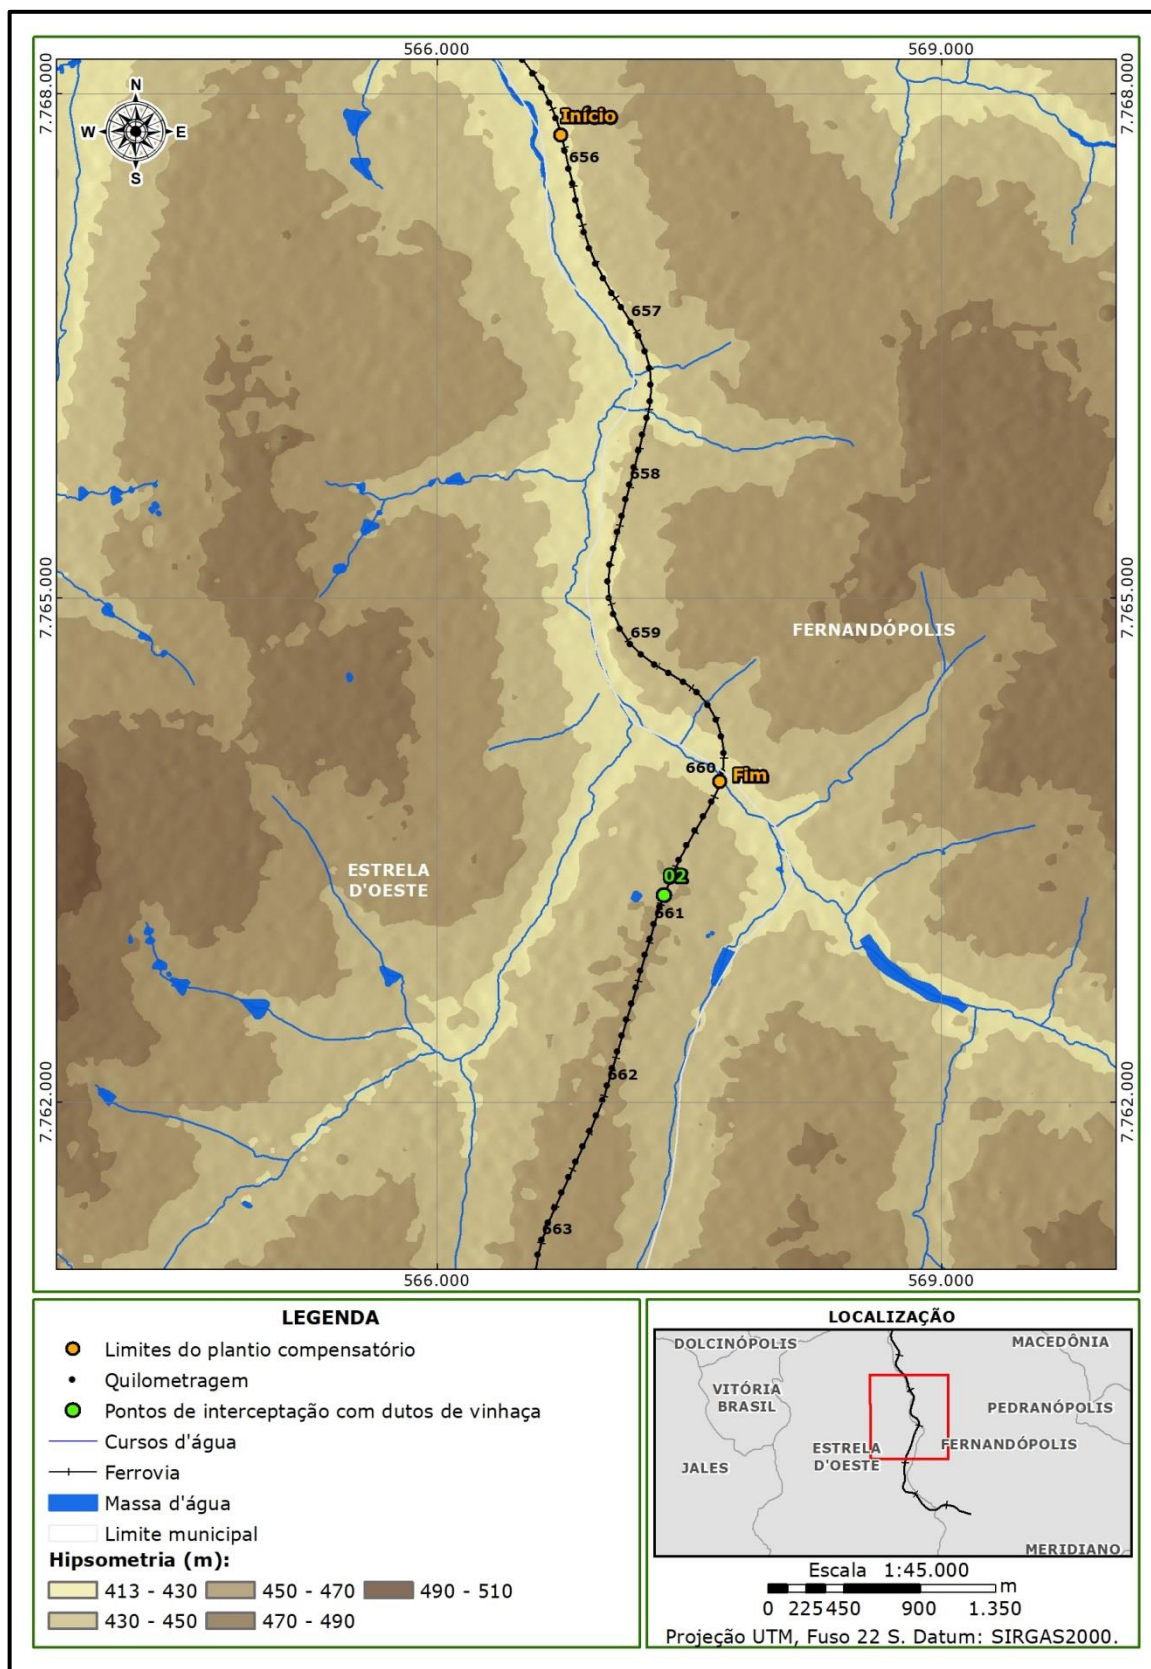 566.000 569.000
7.768.000 7.768.000
N
W E
S
Início
656
657
658
7.765.000 7.765.000
659
FERNANDÓPOLIS
660 Fim
ESTRELA
D'OESTE
02
661
662
7.762.000 7.762.000
663
566.000 569.000
LEGENDA
Limites do plantio compensatório
Quilometragem
Pontos de interceptação com dutos de vinhaça
Cursos d'água
Ferrovia
Massa d'água
Limite municipal
Hipsometria (m):
413 - 430 450 - 470 490 - 510
430 - 450 470 - 490
LOCALIZAÇÃO
DOLCINÓPOLIS MACEDÔNIA
VITÓRIA
BRASIL
PEDRANÓPOLIS
ESTRELA
D'OESTE
FERNANDÓPOLIS
JALES
MERIDIANO
Escala 1:45.000
m
0 225 450 900 1.350
Projeção UTM, Fuso 22 S. Datum: SIRGAS2000.